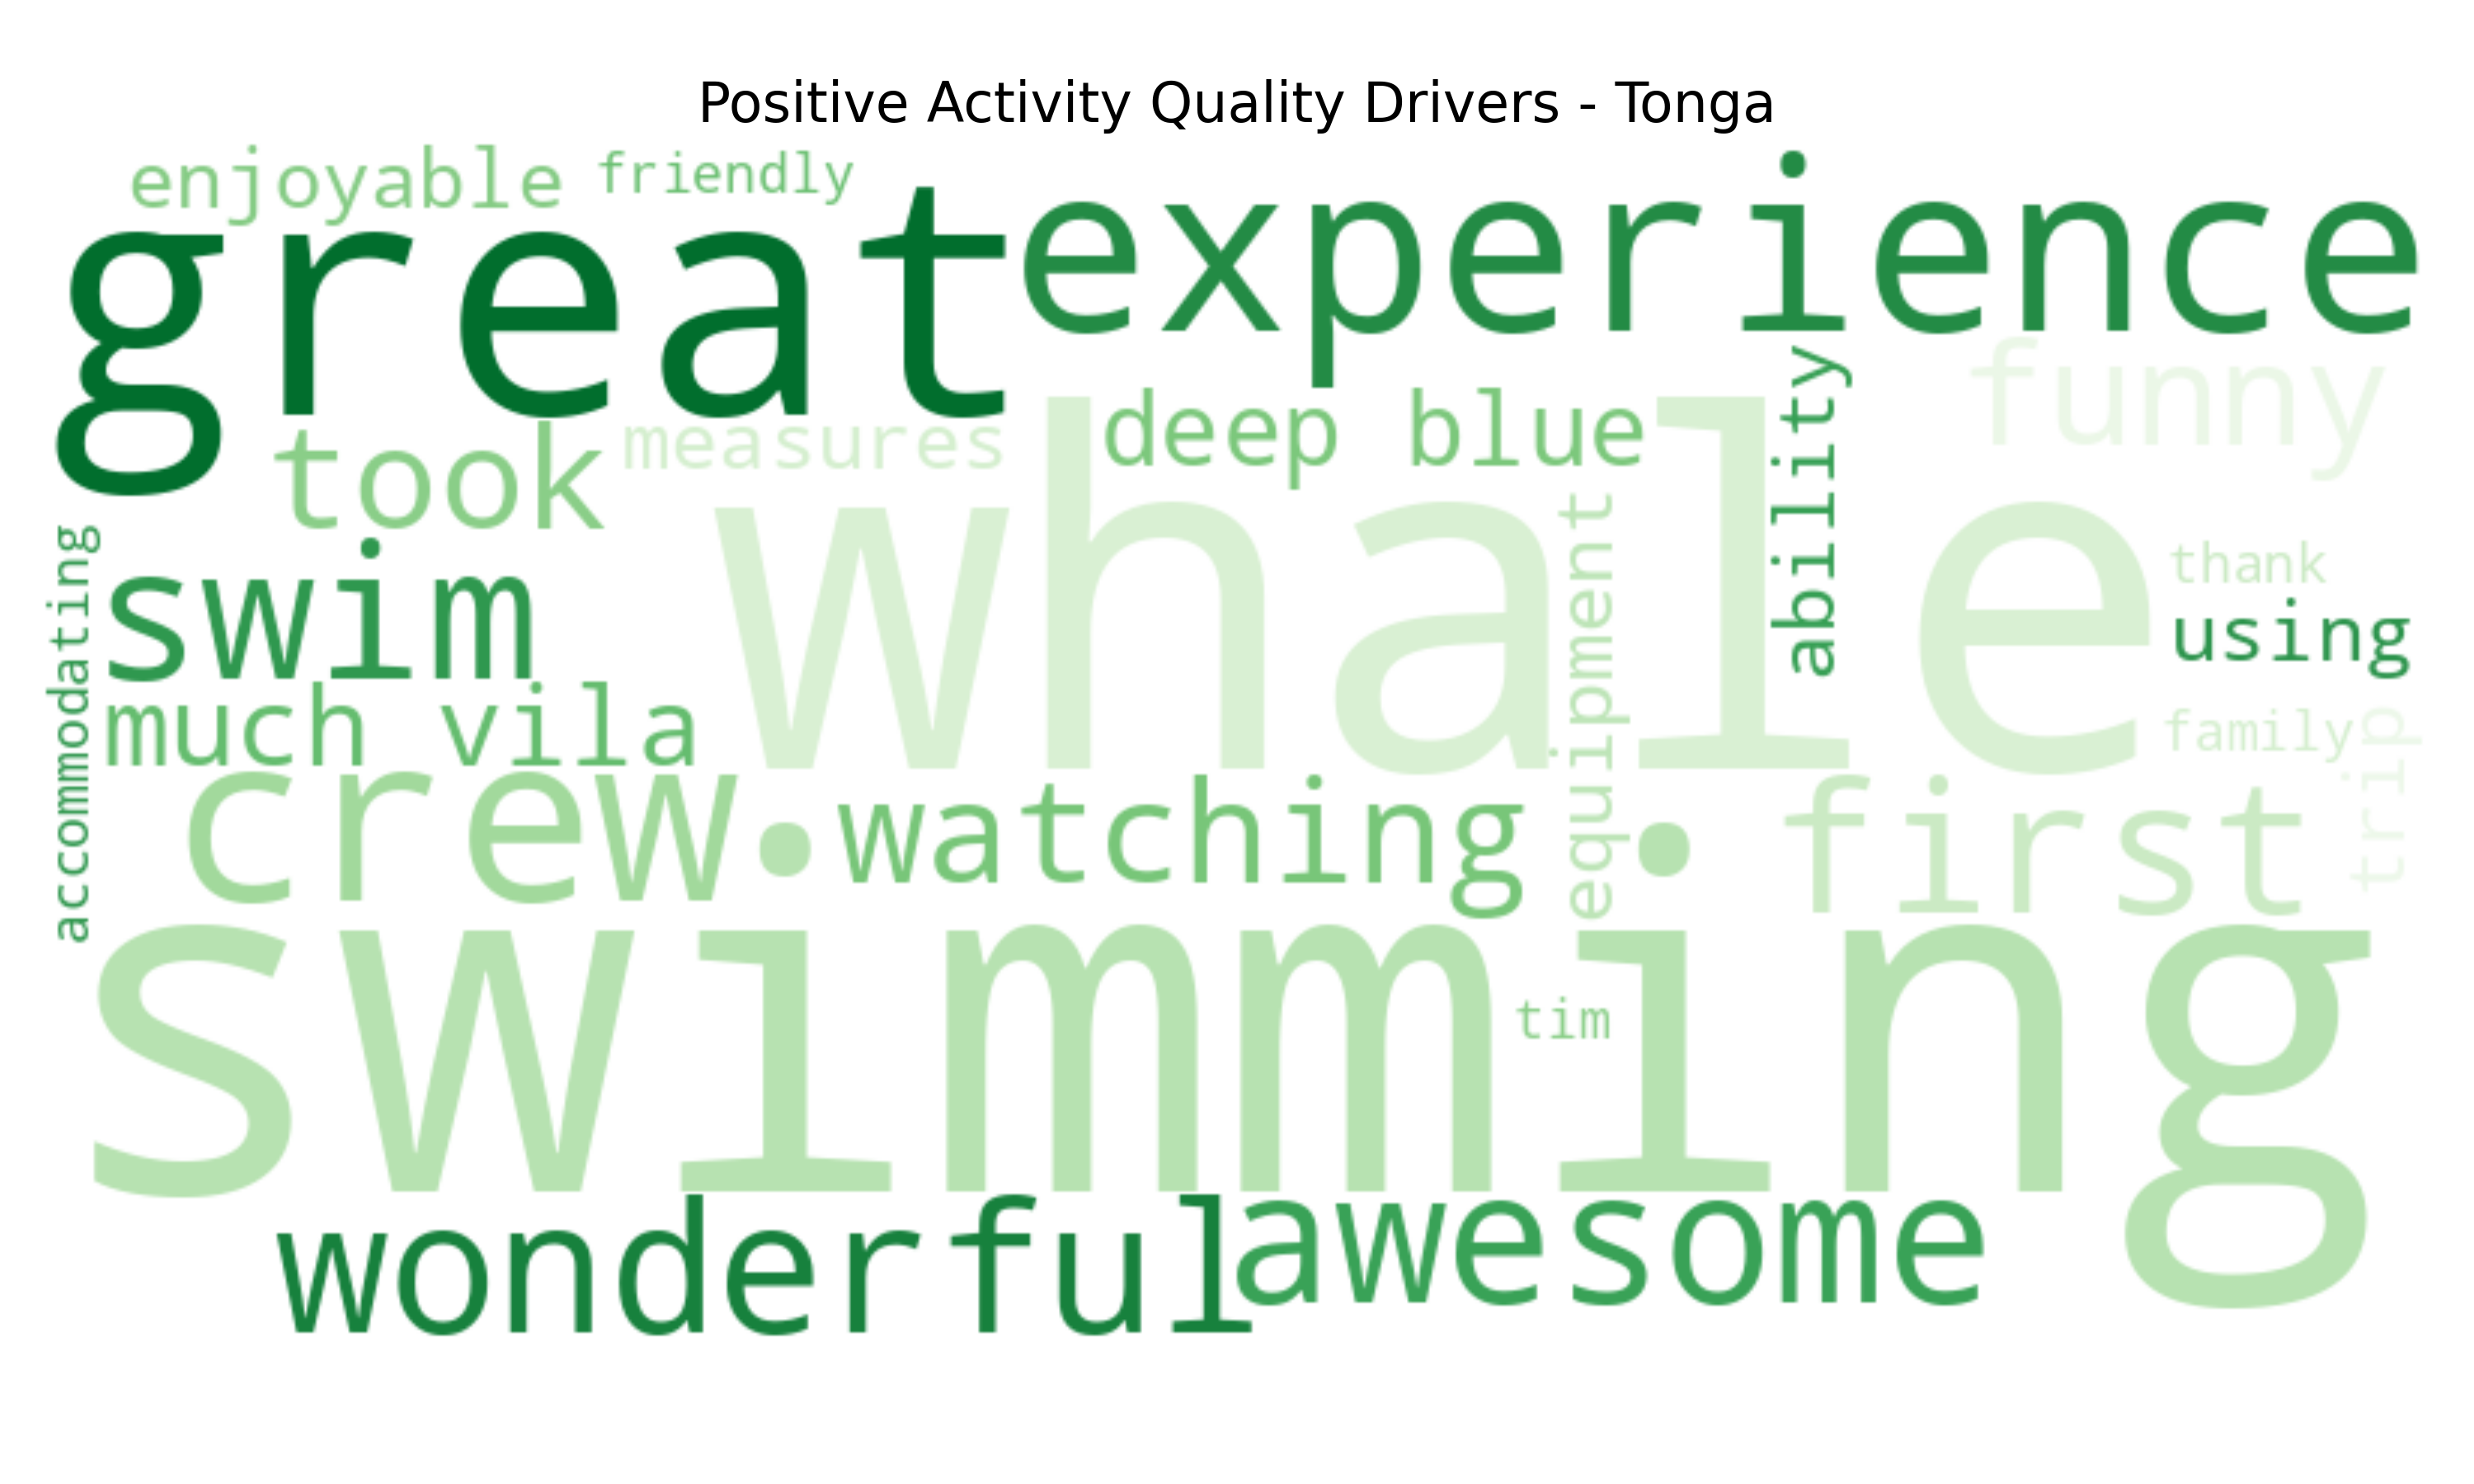 Positive Activity Quality Drivers - Tonga
enjoyable
friendly
great
experience
funny
took
measures
deep blue
ability
whale
swim
thank
using
accommodating
equipment
much vila
family
trip
crew
watching
first
swimming
tim
wonderful
awesome